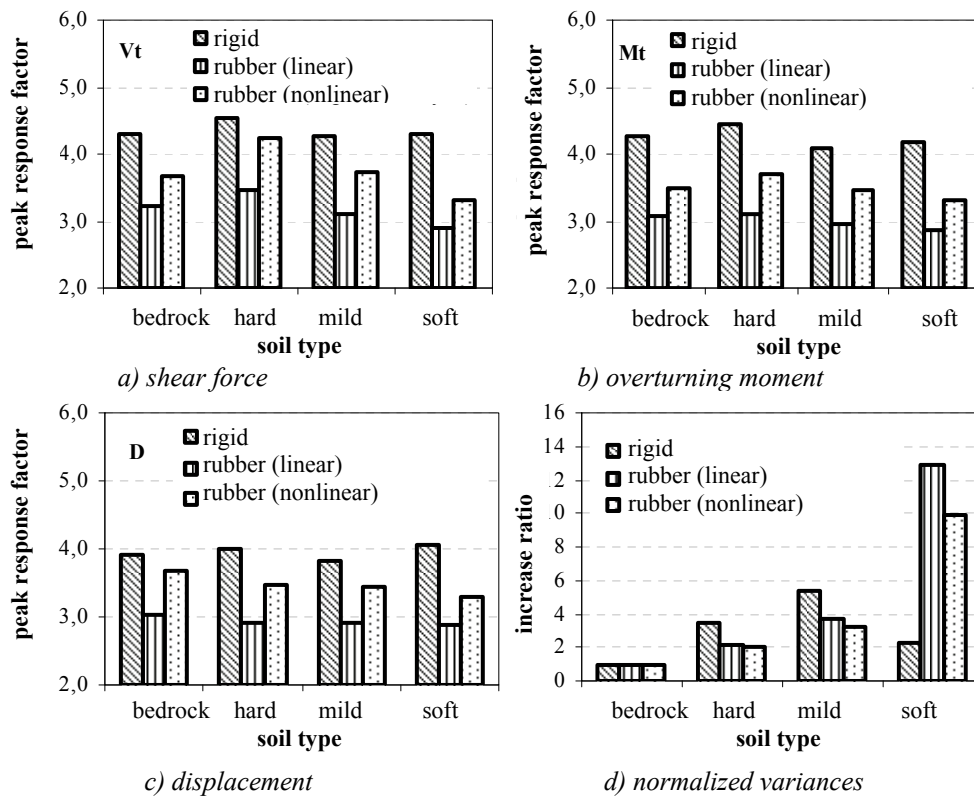 6,0
5,0
4,0
3,0
2,0
peak response factor
Vt
rigid
rubber (linear)
rubber (nonlinear)
bedrock hard mild soft
soil type
a) shear force
6,0
5,0
4,0
3,0
2,0
peak response factor
Mt
rigid
rubber (linear)
rubber (nonlinear)
bedrock hard mild soft
soil type
b) overturning moment
6,0
5,0
4,0
3,0
2,0
peak response factor
D
rigid
rubber (linear)
rubber (nonlinear)
bedrock hard mild soft
soil type
c) displacement
16
14
12
10
8
6
4
2
0
increase ratio
rigid
rubber (linear)
rubber (nonlinear)
bedrock hard mild soft
soil type
d) normalized variances